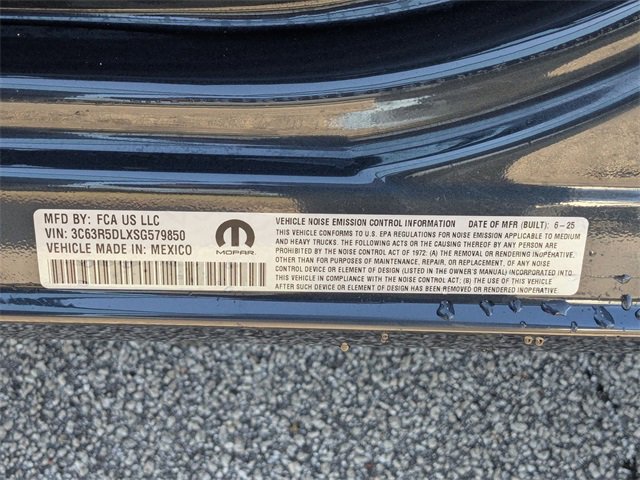 MFD BY: FCA US LLC
VIN: 3C63R5DLXSG579850
VEHICLE MADE IN: MEXICO
MOPAR.
VEHICLE NOISE EMISSION CONTROL INFORMATION DATE OF MFR (BUILT): 6-25
THIS VEHICLE CONFORMS TO U.S. EPA REGULATIONS FOR NOISE EMISSION APPLICABLE TO MEDIUM
AND HEAVY TRUCKS. THE FOLLOWING ACTS OR THE CAUSING THEREOF BY ANY PERSON ARE
PROHIBITED BY THE NOISE CONTROL ACT OF 1972: (A) THE REMOVAL OR RENDERING INOPERATIVE,
OTHER THAN FOR PURPOSES OF MAINTENANCE, REPAIR, OR REPLACEMENT, OF ANY NOISE
CONTROL DEVICE OR ELEMENT OF DESIGN (LISTED IN THE OWNER'S MANUAL) INCORPORATED INTO
THIS VEHICLE IN COMPLIANCE WITH THE NOISE CONTROL ACT; (B) THE USE OF THIS VEHICLE
AFTER SUCH DEVICE OR ELEMENT OF DESIGN HAS BEEN REMOVED OR RENDERED INOPERATIVE.